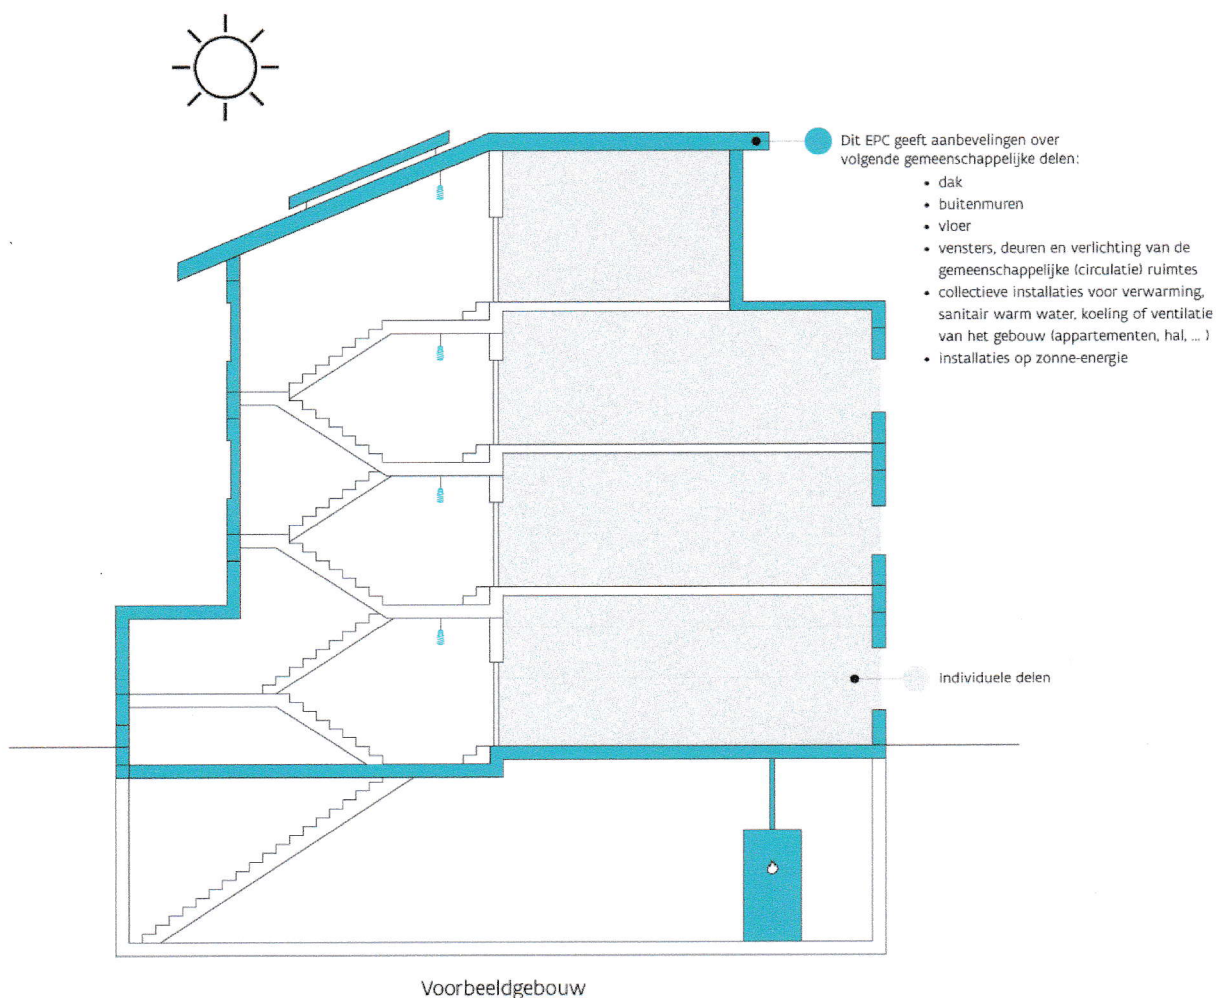 Dit EPC geeft aanbevelingen over
volgende gemeenschappelijke delen:
• dak
• buitenmuren
• vloer
• vensters, deuren en verlichting van de
gemeenschappelijke (circulatie) ruimtes
• collectieve installaties voor verwarming,
sanitair warm water, koeling of ventilatie
van het gebouw (appartementen, hal, ... )
• installaties op zonne-energie
Individuele delen
Voorbeeldgebouw